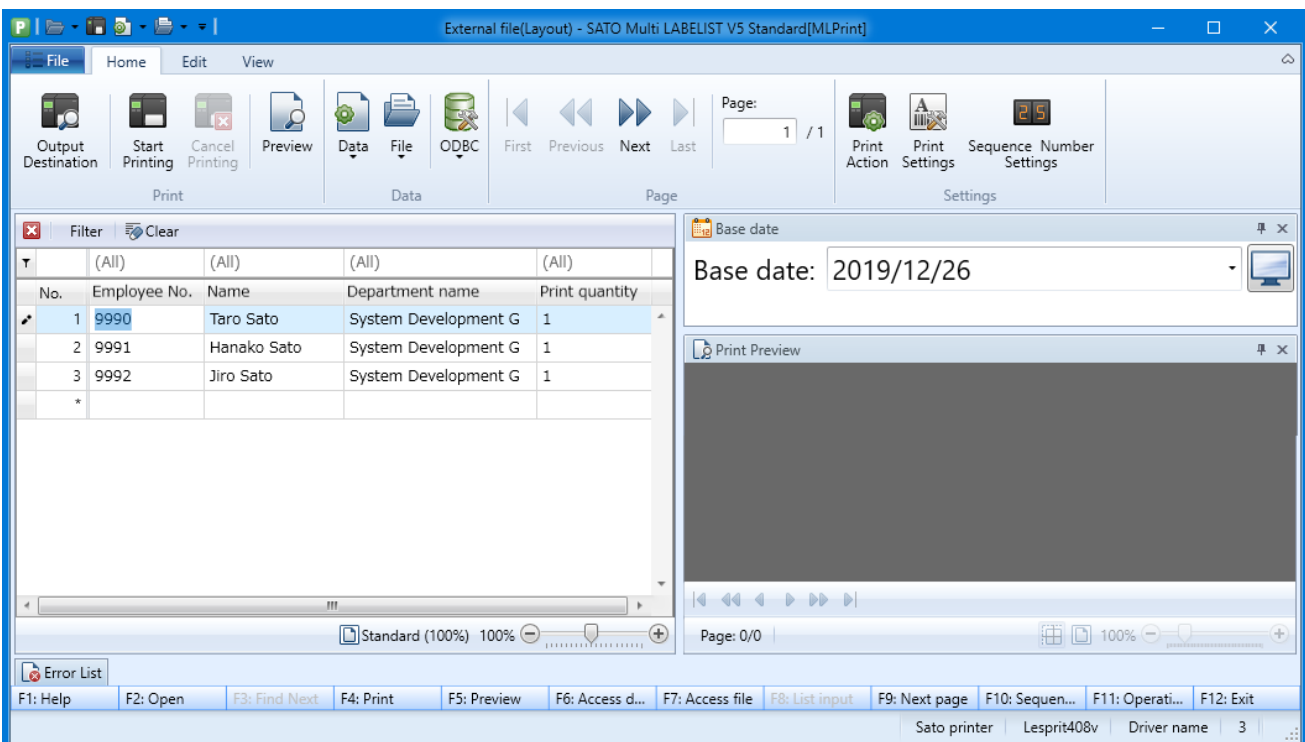 External file(Layout) - SATO Multi LABELIST V5 Standard[MLPrint]
File Home Edit View
Output Destination
Start Printing
Cancel Printing
Preview
Data
File
ODBC
First
Previous
Next
Last
Page:
1 / 1
Print Action
Print Settings
Sequence Number Settings
Print
Data
Page
Settings
Filter Clear
(All) (All) (All) (All)
No. Employee No. Name Department name Print quantity
1 9990 Taro Sato System Development G 1
2 9991 Hanako Sato System Development G 1
3 9992 Jiro Sato System Development G 1
*
Standard (100%) 100%
Base date
Base date: 2019/12/26
Print Preview
Page: 0/0
100%
Error List
F1: Help F2: Open F3: Find Next F4: Print F5: Preview F6: Access d... F7: Access file F8: List input F9: Next page F10: Sequen... F11: Operati... F12: Exit
Sato printer Lesprit408v Driver name 3